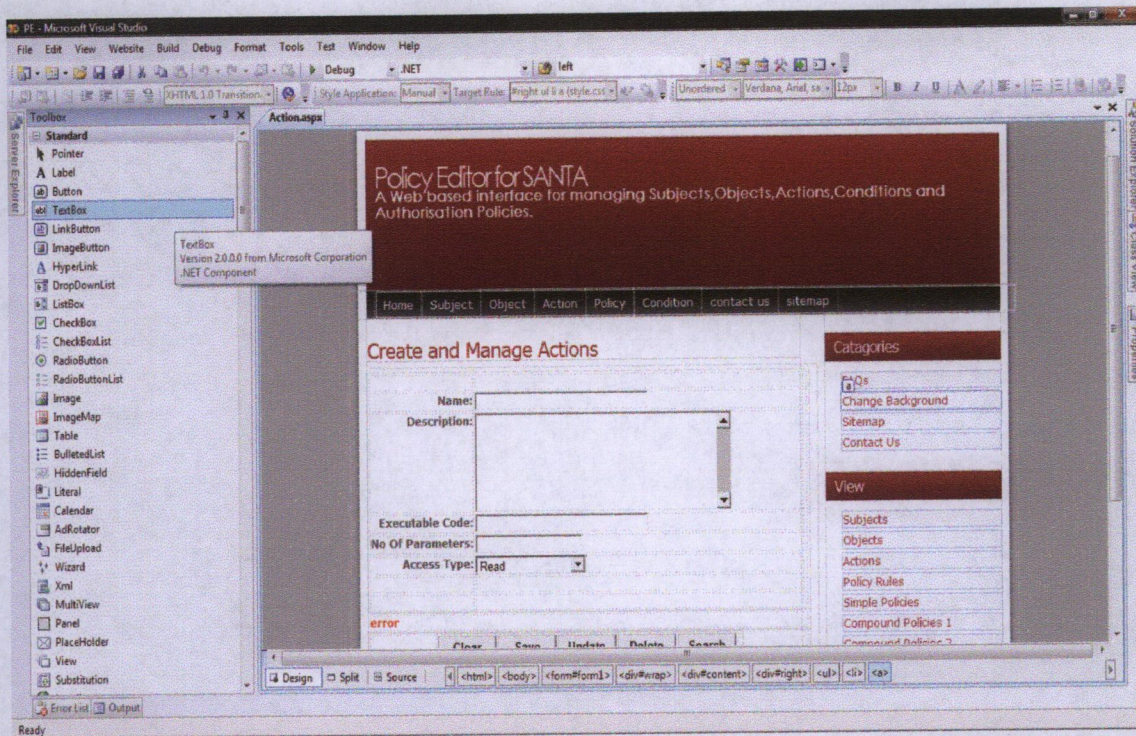 PE - Microsoft Visual Studio
File Edit View Website Build Debug Format Tools Test Window Help
Debug .NET left
XHTML 1.0 Transition. Style Application: Manual Target Rule: #right ul li a (style.css Unordered Verdana, Arial, sa 12px B I U
Toolbox
Standard
Pointer
A Label
Button
TextBox
LinkButton
ImageButton
HyperLink
DropDownList
ListBox
CheckBox
CheckBoxList
RadioButton
RadioButtonList
Image
ImageMap
Table
BulletedList
HiddenField
Literal
Calendar
AdRotator
FileUpload
Wizard
Xml
MultiView
Panel
PlaceHolder
View
Substitution
Server Explorer
TextBox
Version 2.0.0.0 from Microsoft Corporation
.NET Component
Action.aspx
Policy Editor for SANTA
A Web based interface for managing Subjects,Objects,Actions,Conditions and
Authorisation Policies.
Home Subject Object Action Policy Condition contact us sitemap
Create and Manage Actions
Name:
Description:
Executable Code:
No Of Parameters:
Access Type: Read
error
Clear Save Update Delete Search
Catagories
FAQs
Change Background
Sitemap
Contact Us
View
Subjects
Objects
Actions
Policy Rules
Simple Policies
Compound Policies 1
Compound Policies 2
Solution Explorer
Class View
Properties
Design Split Source <html> <body> <form#form1> <div#wrap> <div#content> <div#right> <ul> <li> <a>
Error List Output
Ready